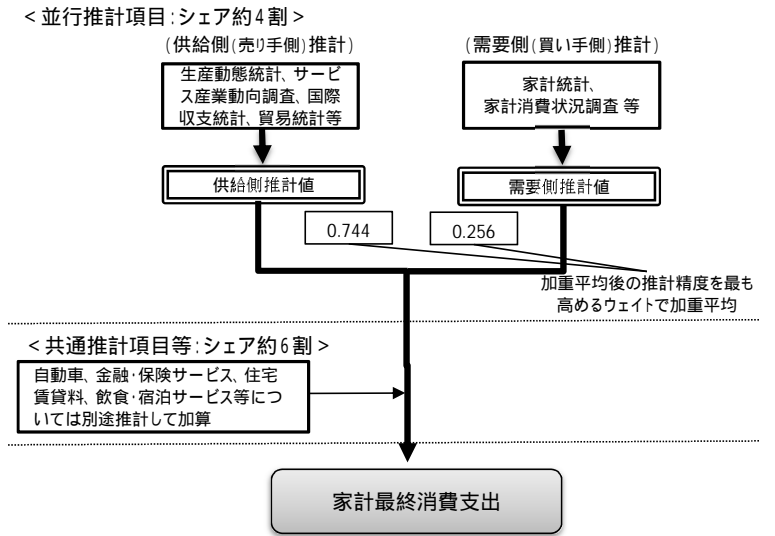 ＜並行推計項目：シェア約４割＞
(供給側(売り手側)推計)
(需要側(買い手側)推計)
生産動態統計、サービ
ス産業動向調査、国際
収支統計、貿易統計等
家計統計、
家計消費状況調査 等
供給側推計値
需要側推計値
0.744
0.256
加重平均後の推計精度を最も
高めるウェイトで加重平均
＜共通推計項目等：シェア約６割＞
自動車、金融・保険サービス、住宅
賃貸料、飲食・宿泊サービス等につ
いては別途推計して加算
家計最終消費支出